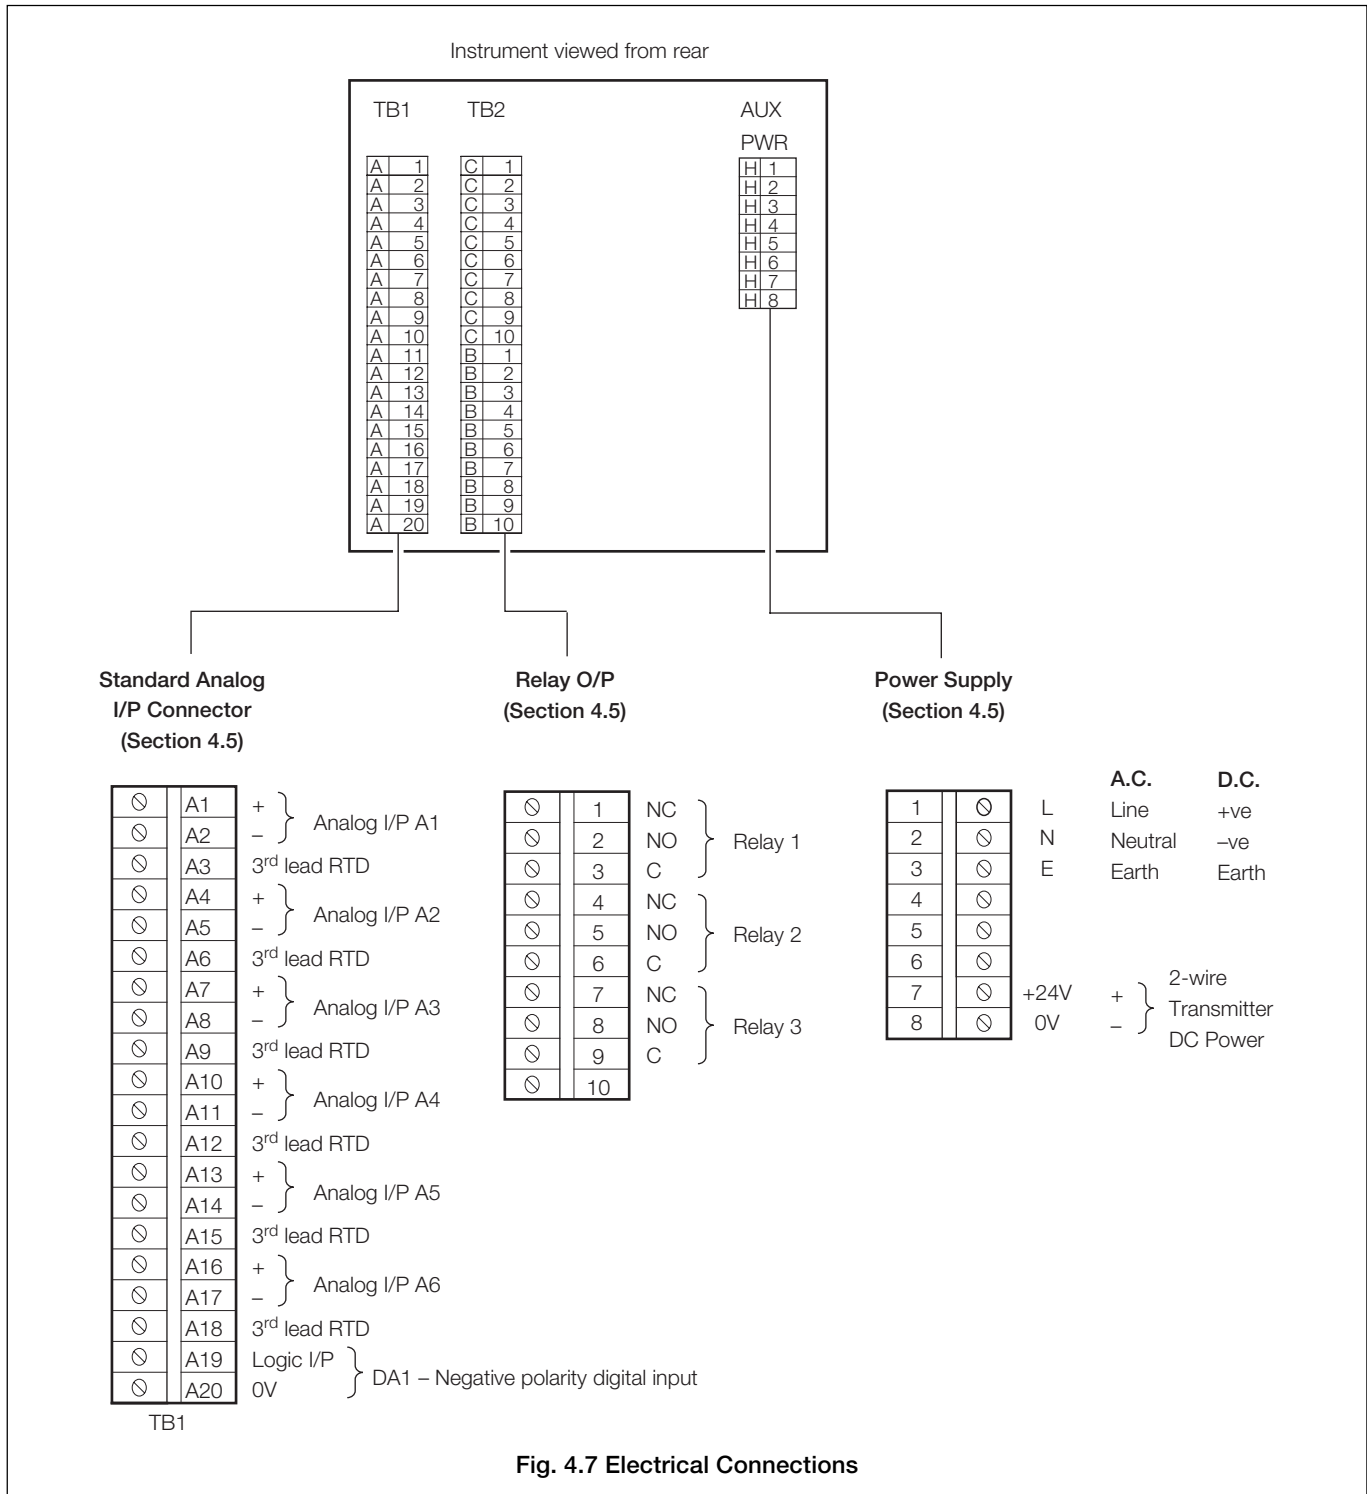 Instrument viewed from rear
TB1 TB2 AUX
PWR
A 1 C 1 H 1
A 2 C 2 H 2
A 3 C 3 H 3
A 4 C 4 H 4
A 5 C 5 H 5
A 6 C 6 H 6
A 7 C 7 H 7
A 8 C 8 H 8
A 9 C 9
A 10 C 10
A 11 B 1
A 12 B 2
A 13 B 3
A 14 B 4
A 15 B 5
A 16 B 6
A 17 B 7
A 18 B 8
A 19 B 9
A 20 B 10
Standard Analog
I/P Connector
(Section 4.5)
A1 +
A2 –
Analog I/P A1
A3 3rd lead RTD
A4 +
A5 –
Analog I/P A2
A6 3rd lead RTD
A7 +
A8 –
Analog I/P A3
A9 3rd lead RTD
A10 +
A11 –
Analog I/P A4
A12 3rd lead RTD
A13 +
A14 –
Analog I/P A5
A15 3rd lead RTD
A16 +
A17 –
Analog I/P A6
A18 3rd lead RTD
A19 Logic I/P
A20 0V
DA1 – Negative polarity digital input
TB1
Relay O/P
(Section 4.5)
1 NC
2 NO
3 C
Relay 1
4 NC
5 NO
6 C
Relay 2
7 NC
8 NO
9 C
Relay 3
10
Power Supply
(Section 4.5)
A.C. D.C.
1 L Line +ve
2 N Neutral –ve
3 E Earth Earth
4
5
6
7 +24V +
8 0V –
2-wire
Transmitter
DC Power
Fig. 4.7 Electrical Connections